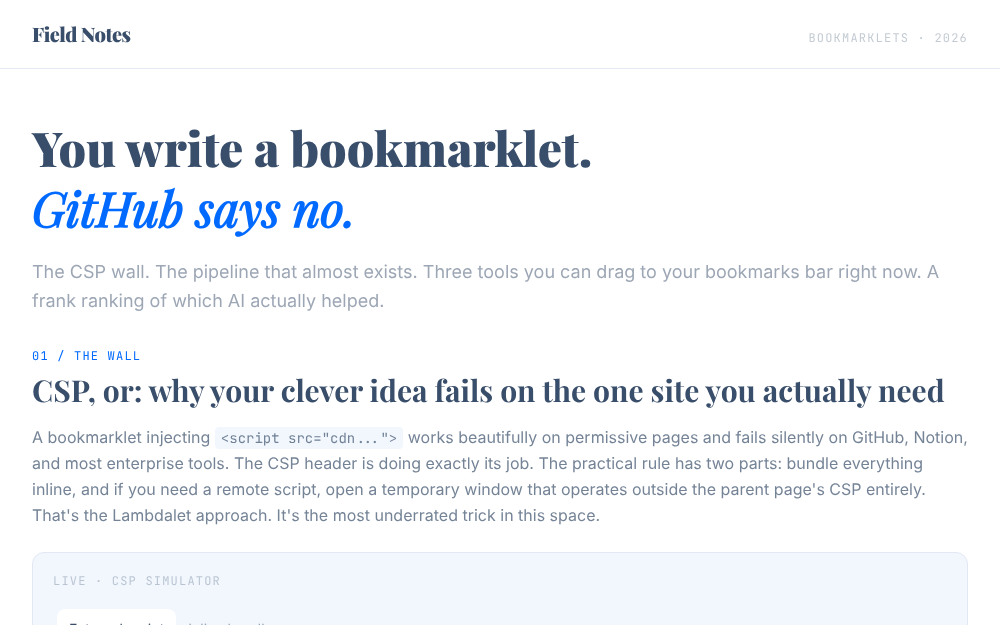 Field Notes
BOOKMARKLETS · 2026
You write a bookmarklet.
GitHub says no.
The CSP wall. The pipeline that almost exists. Three tools you can drag to your bookmarks bar right now. A
frank ranking of which AI actually helped.
01 / THE WALL
CSP, or: why your clever idea fails on the one site you actually need
A bookmarklet injecting <script src="cdn..."> works beautifully on permissive pages and fails silently on GitHub, Notion,
and most enterprise tools. The CSP header is doing exactly its job. The practical rule has two parts: bundle everything
inline, and if you need a remote script, open a temporary window that operates outside the parent page's CSP entirely.
That's the Lambdalet approach. It's the most underrated trick in this space.
LIVE · CSP SIMULATOR